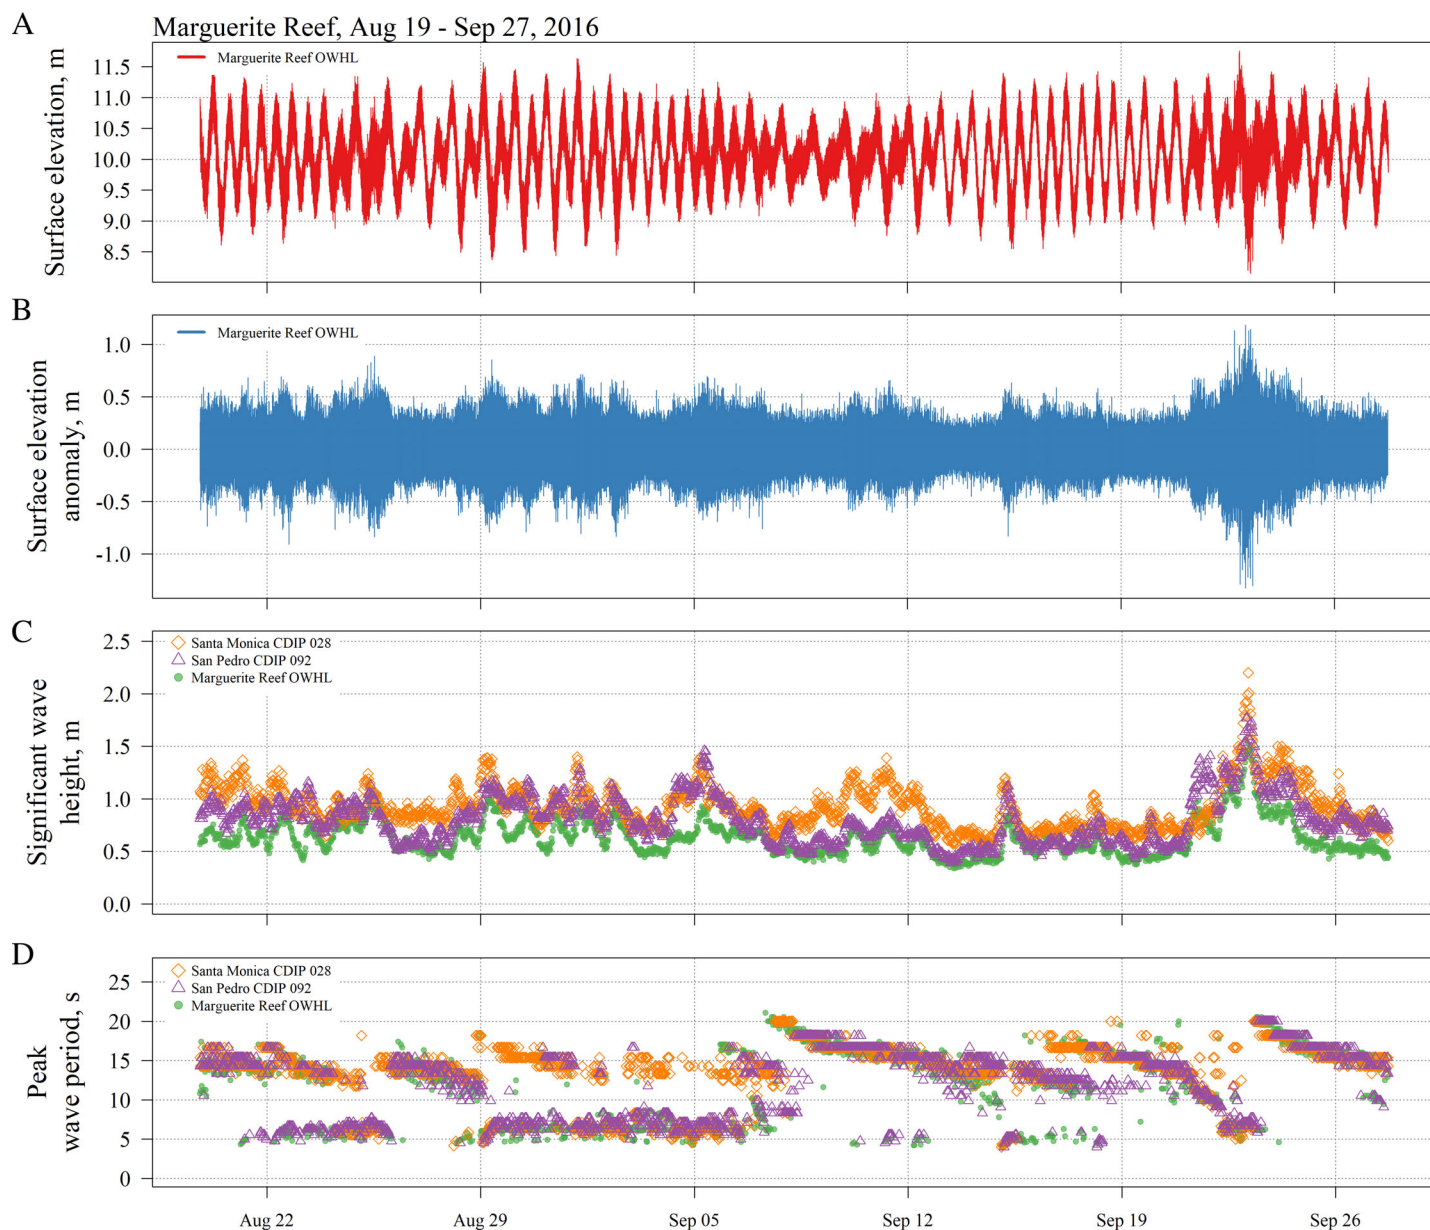 A
Marguerite Reef, Aug 19 - Sep 27, 2016
Surface elevation, m
Marguerite Reef OWHL
11.5
11.0
10.5
10.0
9.5
9.0
8.5
B
Surface elevation
anomaly, m
Marguerite Reef OWHL
1.0
0.5
0.0
-0.5
-1.0
C
Significant wave
height, m
Santa Monica CDIP 028
San Pedro CDIP 092
Marguerite Reef OWHL
2.5
2.0
1.5
1.0
0.5
0.0
D
Peak
wave period, s
Santa Monica CDIP 028
San Pedro CDIP 092
Marguerite Reef OWHL
25
20
15
10
5
0
Aug 22 Aug 29 Sep 05 Sep 12 Sep 19 Sep 26